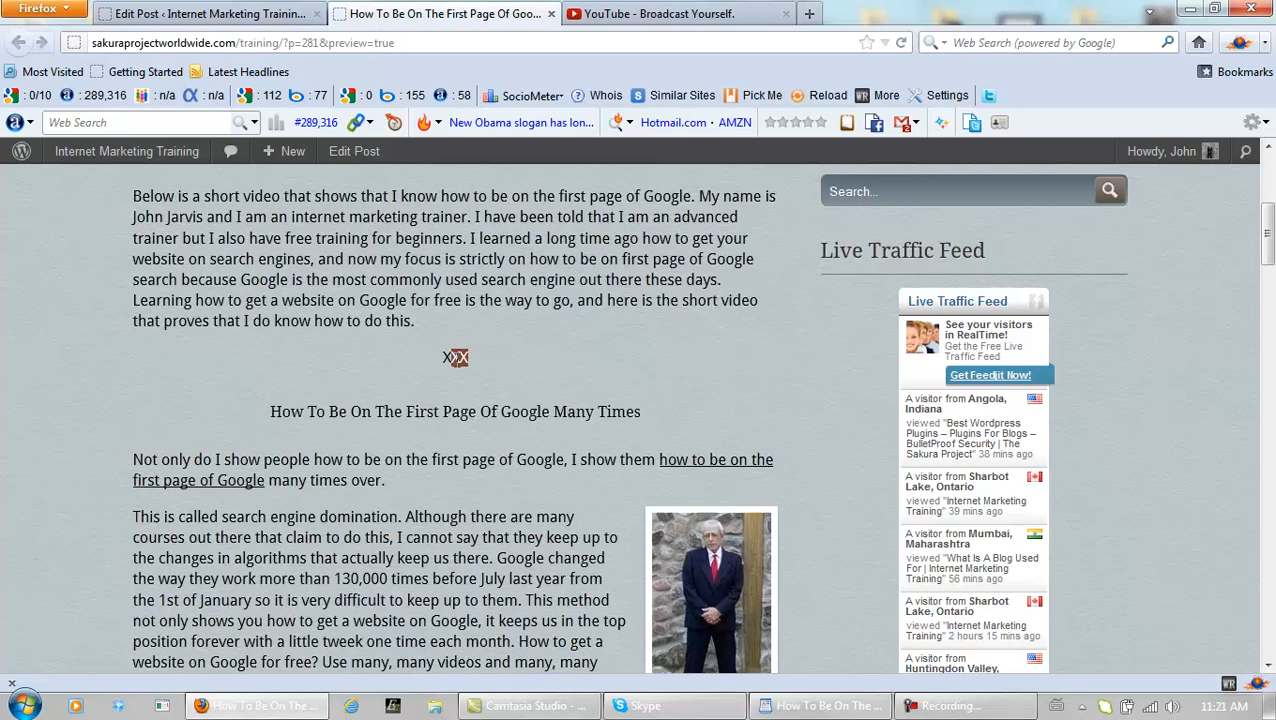 Firefox
Edit Post ‹ Internet Marketing Trainin...
How To Be On The First Page Of Goo...
YouTube - Broadcast Yourself.
sakuraprojectworldwide.com/training/?p=281&preview=true
Web Search (powered by Google)
Most Visited
Getting Started
Latest Headlines
Bookmarks
: 0/10
: 289,316
: n/a
: n/a
: 112
: 77
: 0
: 155
: 58
SocioMeter
Whois
Similar Sites
Pick Me
Reload
More
Settings
Web Search
#289,316
New Obama slogan has lon...
Hotmail.com
AMZN
Internet Marketing Training
New
Edit Post
Howdy, John
Below is a short video that shows that I know how to be on the first page of Google. My name is
John Jarvis and I am an internet marketing trainer. I have been told that I am an advanced
trainer but I also have free training for beginners. I learned a long time ago how to get your
website on search engines, and now my focus is strictly on how to be on first page of Google
search because Google is the most commonly used search engine out there these days.
Learning how to get a website on Google for free is the way to go, and here is the short video
that proves that I do know how to do this.
XXX
How To Be On The First Page Of Google Many Times
Not only do I show people how to be on the first page of Google, I show them how to be on the
first page of Google many times over.
This is called search engine domination. Although there are many
courses out there that claim to do this, I cannot say that they keep up to
the changes in algorithms that actually keep us there. Google changed
the way they work more than 130,000 times before July last year from
the 1st of January so it is very difficult to keep up to them. This method
not only shows you how to get a website on Google, it keeps us in the top
position forever with a little tweek one time each month. How to get a
website on Google for free? Use many, many videos and many, many
Search...
Live Traffic Feed
Live Traffic Feed
See your visitors
in RealTime!
Get the Free Live
Traffic Feed
Get Feedjit Now!
A visitor from Angola,
Indiana
viewed "Best Wordpress
Plugins – Plugins For Blogs –
BulletProof Security | The
Sakura Project" 38 mins ago
A visitor from Sharbot
Lake, Ontario
viewed "Internet Marketing
Training" 39 mins ago
A visitor from Mumbai,
Maharashtra
viewed "What Is A Blog Used
For | Internet Marketing
Training" 56 mins ago
A visitor from Sharbot
Lake, Ontario
viewed "Internet Marketing
Training" 2 hours 15 mins ago
A visitor from
Huntingdon Valley,
How To Be On The ...
Camtasia Studio - ...
Skype
How To Be On The ...
Recording...
11:21 AM